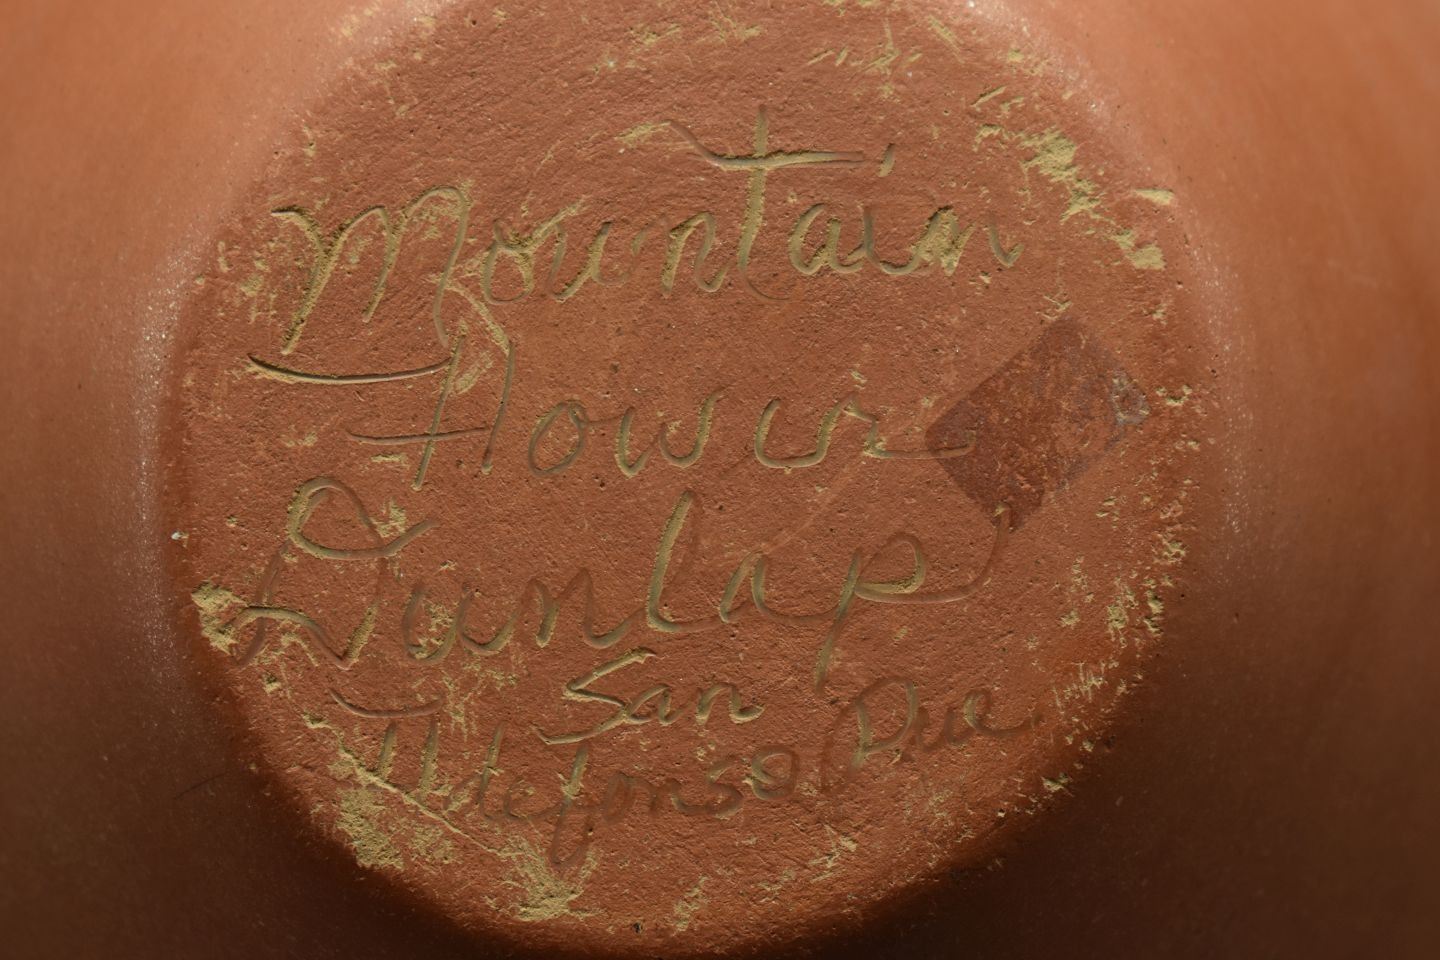 Mountain
Flower
Dunlap
San
Ildefonso Pue.